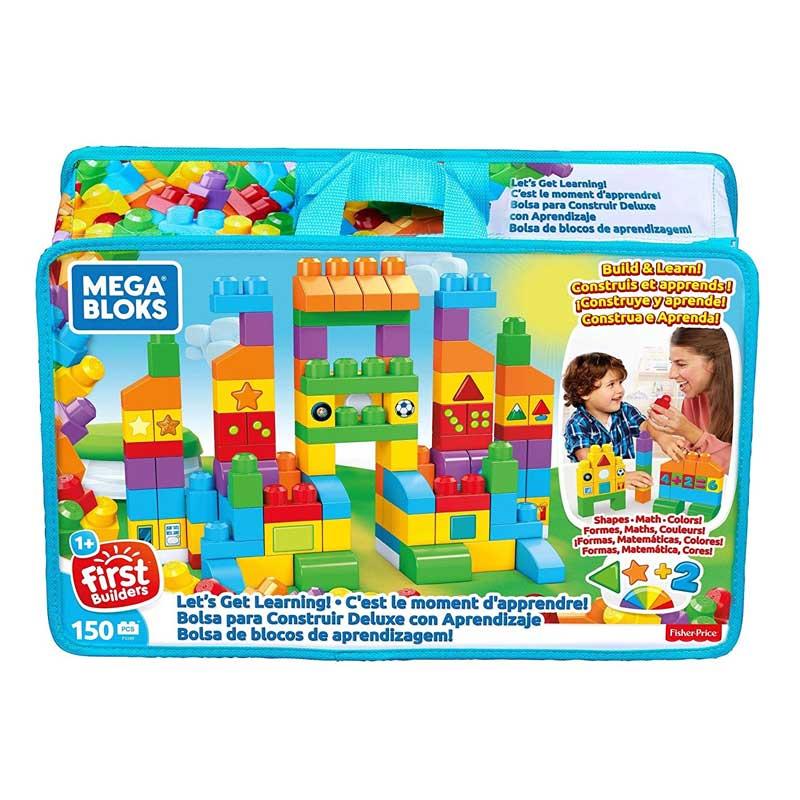 Let's Get Learning!
C'est le moment d'apprendre!
Bolsa para Construir Deluxe
con Aprendizaje
Bolsa de blocos de aprendizagem!
MEGA
BLOKS
Build & Learn!
Construis et apprends !
¡Construye y aprende!
Construa e Aprenda!
4+2=6
Shapes • Math • Colors!
Formes, Maths, Couleurs!
¡Formas, Matemáticas, Colores!
Formas, Matemática, Cores!
+2
1+
First
Builders
150 PCS
Let's Get Learning! • C'est le moment d'apprendre!
Bolsa para Construir Deluxe con Aprendizaje
Bolsa de blocos de aprendizagem!
Fisher-Price